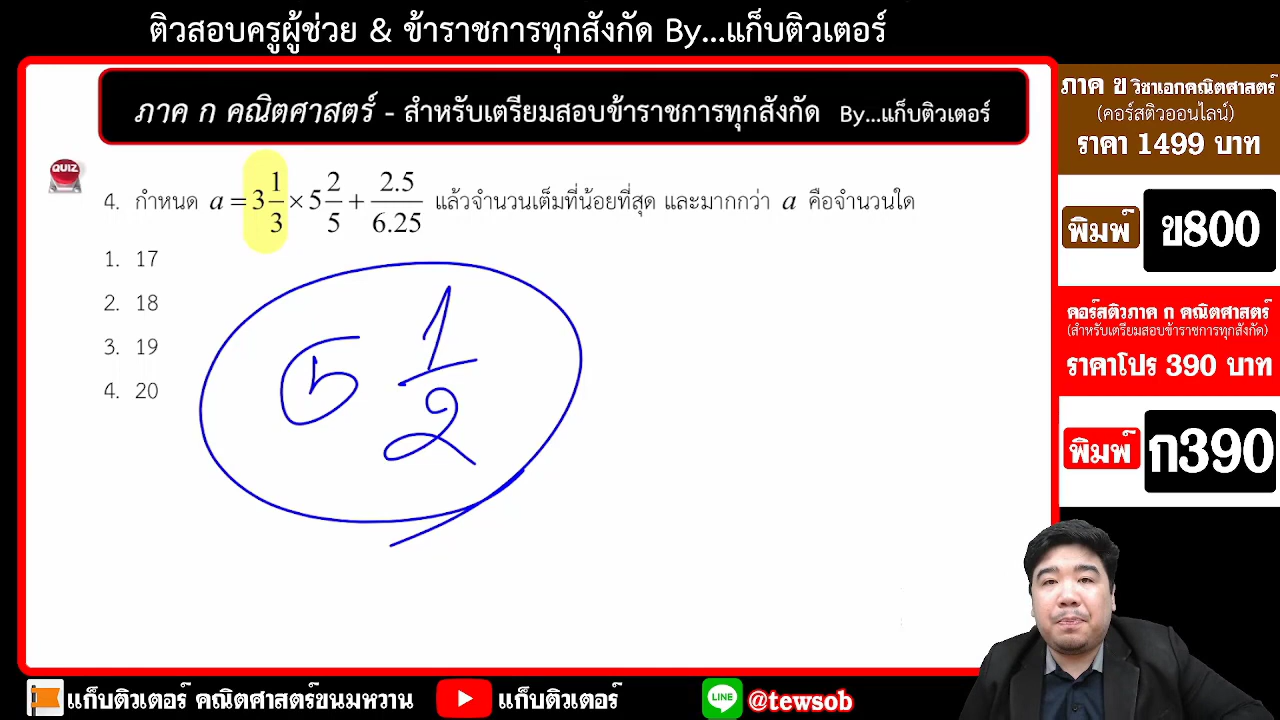 ติวสอบครูผู้ช่วย & ข้าราชการทุกสังกัด By...แก็บติวเตอร์
ภาค ก คณิตศาสตร์ - สำหรับเตรียมสอบข้าราชการทุกสังกัด By...แก็บติวเตอร์
QUIZ
4. กำหนด a = 3 1/3 × 5 2/5 + 2.5/6.25 แล้วจำนวนเต็มที่น้อยที่สุด และมากกว่า a คือจำนวนใด
1. 17
2. 18
3. 19
4. 20
5 1/2
ภาค ข วิชาเอกคณิตศาสตร์
(คอร์สติวออนไลน์)
ราคา 1499 บาท
พิมพ์ ข800
คอร์สติวภาค ก คณิตศาสตร์
(สำหรับเตรียมสอบข้าราชการทุกสังกัด)
ราคาโปร 390 บาท
พิมพ์ ก390
แก็บติวเตอร์ คณิตศาสตร์ขนมหวาน
แก็บติวเตอร์
LINE @tewsob